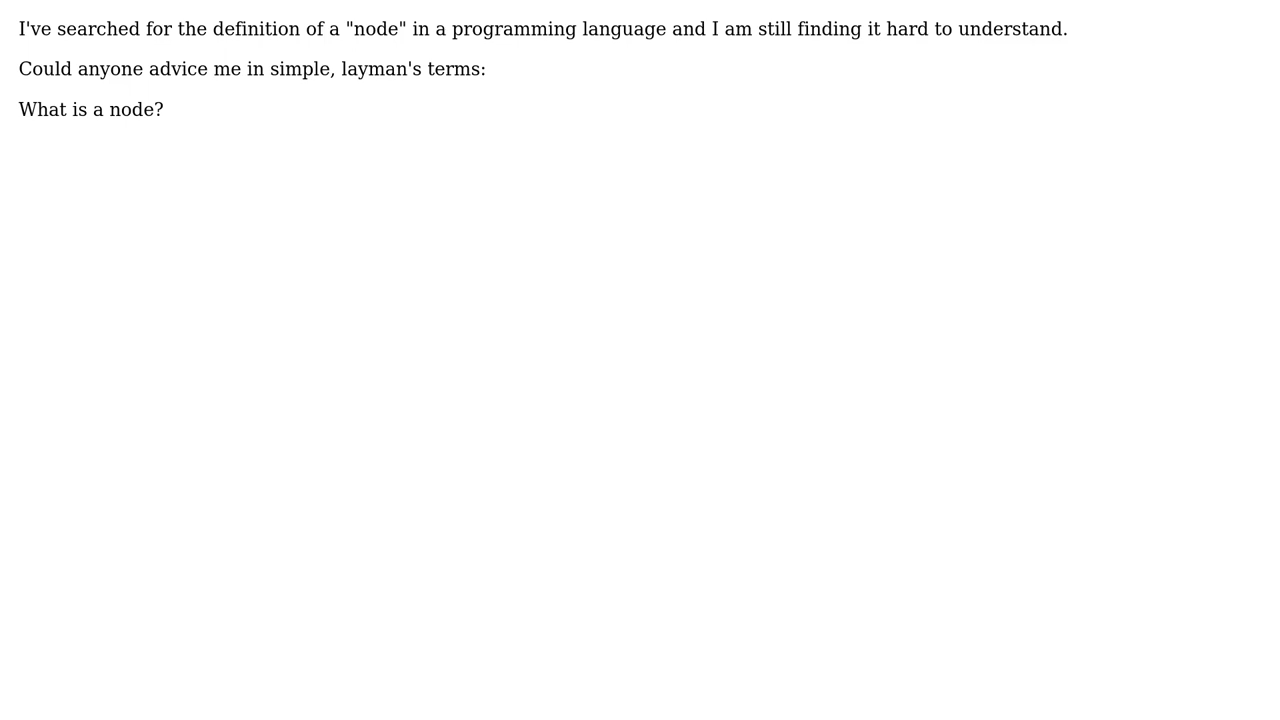 I've searched for the definition of a "node" in a programming language and I am still finding it hard to understand.
Could anyone advice me in simple, layman's terms:
What is a node?